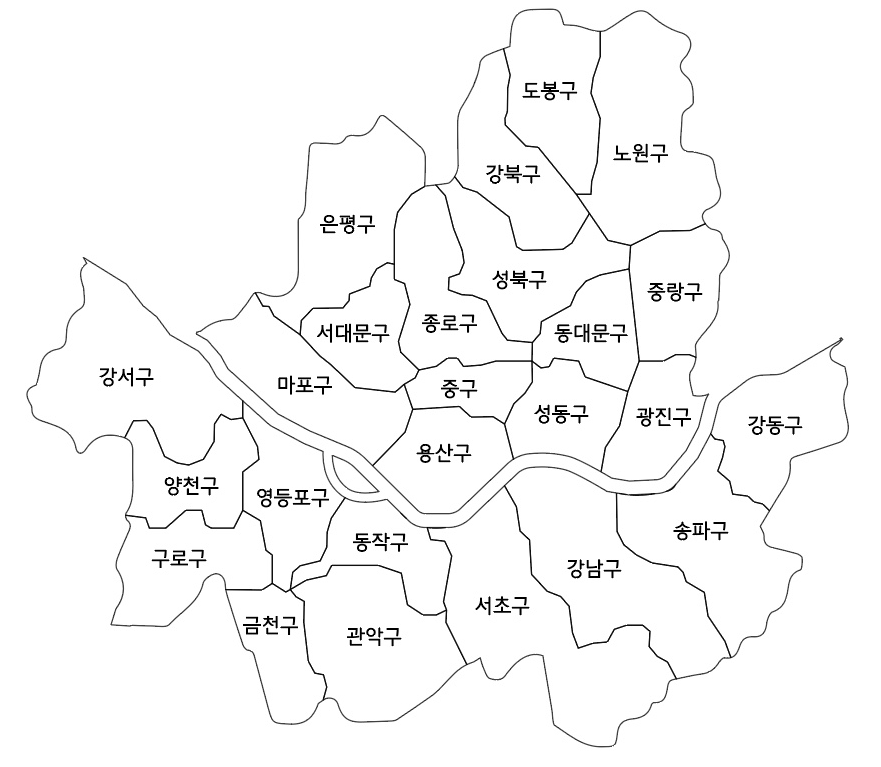 도봉구
노원구
강북구
은평구
성북구
중랑구
종로구
서대문구
동대문구
강서구
마포구
중구
성동구
광진구
강동구
용산구
양천구
영등포구
송파구
동작구
구로구
강남구
서초구
금천구
관악구